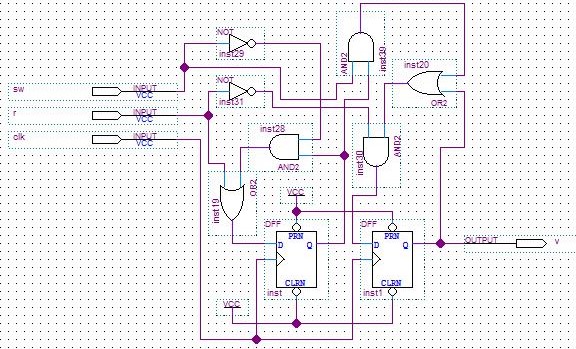 NOT
inst29
AND2
inst39
inst20
OR2
sw
INPUT
VCC
NOT
inst31
r
INPUT
VCC
clk
INPUT
VCC
inst28
AND2
inst30
AND2
inst19
OR2
VCC
DFF
PRN
D
Q
CLRN
inst
DFF
PRN
D
Q
CLRN
inst1
OUTPUT
v
VCC